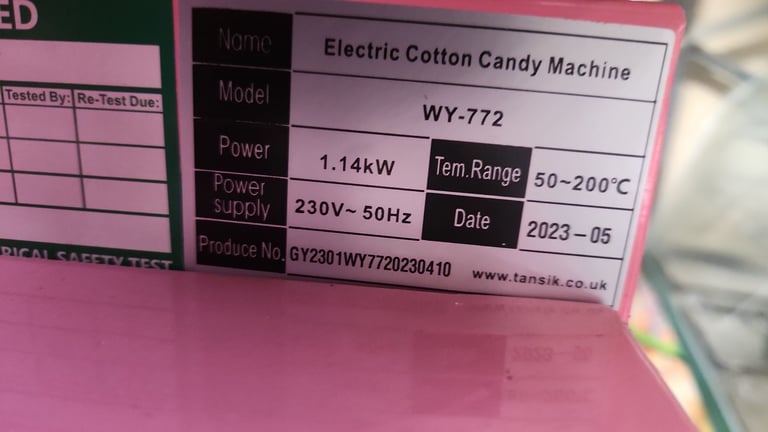 ED
Tested By: Re-Test Due:
RICAL SAFETY TEST
Name Electric Cotton Candy Machine
Model WY-772
Power 1.14kW Tem.Range 50~200℃
Power supply 230V~ 50Hz Date 2023-05
Produce No. GY2301WY7720230410 www.tansik.co.uk